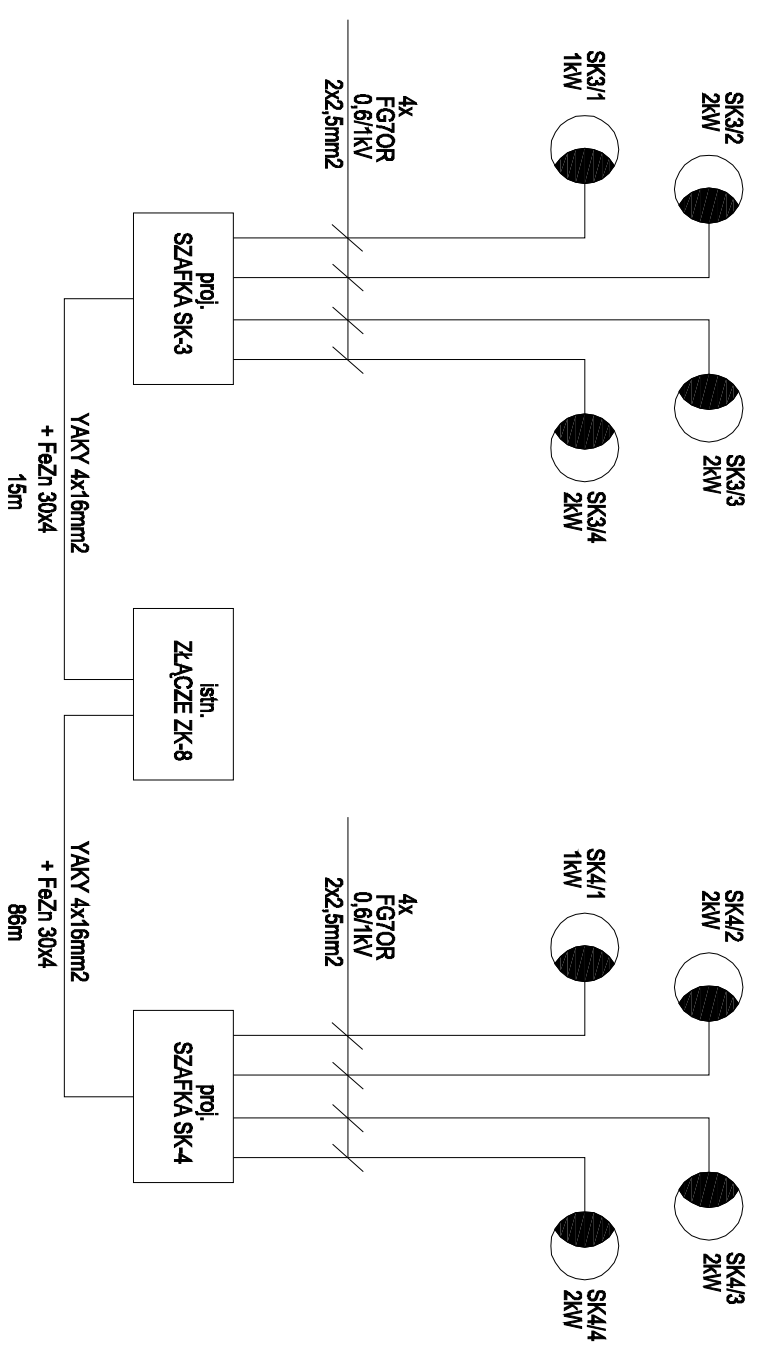 SK3/1
1kW
SK3/2
2kW
SK3/3
2kW
SK3/4
2kW
4x
FG7OR
0,6/1kV
2x2,5mm2
proj.
SZAFKA SK-3
YAKY 4x16mm2
+ FeZn 30x4
15m
istn.
ZŁĄCZE ZK-8
YAKY 4x16mm2
+ FeZn 30x4
86m
SK4/1
1kW
SK4/2
2kW
SK4/3
2kW
SK4/4
2kW
4x
FG7OR
0,6/1kV
2x2,5mm2
proj.
SZAFKA SK-4